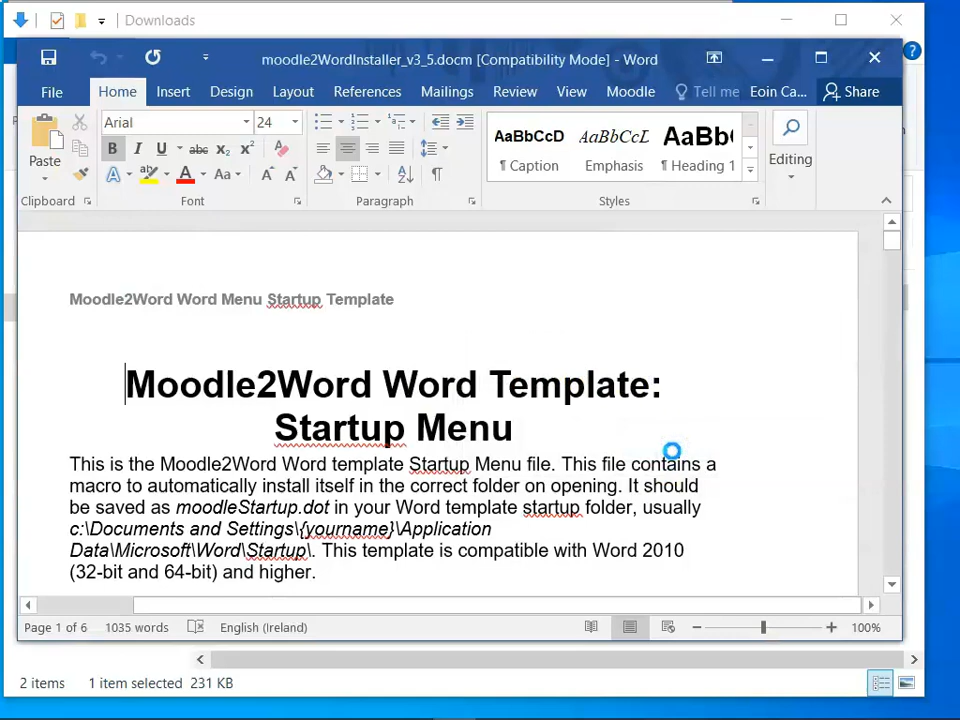 Downloads
moodle2WordInstaller_v3_5.docm [Compatibility Mode] - Word
File Home Insert Design Layout References Mailings Review View Moodle Tell me Eoin Ca... Share
Arial 24 AaBbCcD AaBbCcL AaBb(
Paste B I U abc x₂ x² ¶ Caption Emphasis ¶ Heading 1 Editing
A ab A Aa A A
Clipboard Font Paragraph Styles
Moodle2Word Word Menu Startup Template
Moodle2Word Word Template:
Startup Menu
This is the Moodle2Word Word template Startup Menu file. This file contains a
macro to automatically install itself in the correct folder on opening. It should
be saved as moodleStartup.dot in your Word template startup folder, usually
c:\Documents and Settings\{yourname}\Application
Data\Microsoft\Word\Startup\. This template is compatible with Word 2010
(32-bit and 64-bit) and higher.
Page 1 of 6 1035 words English (Ireland) 100%
2 items 1 item selected 231 KB